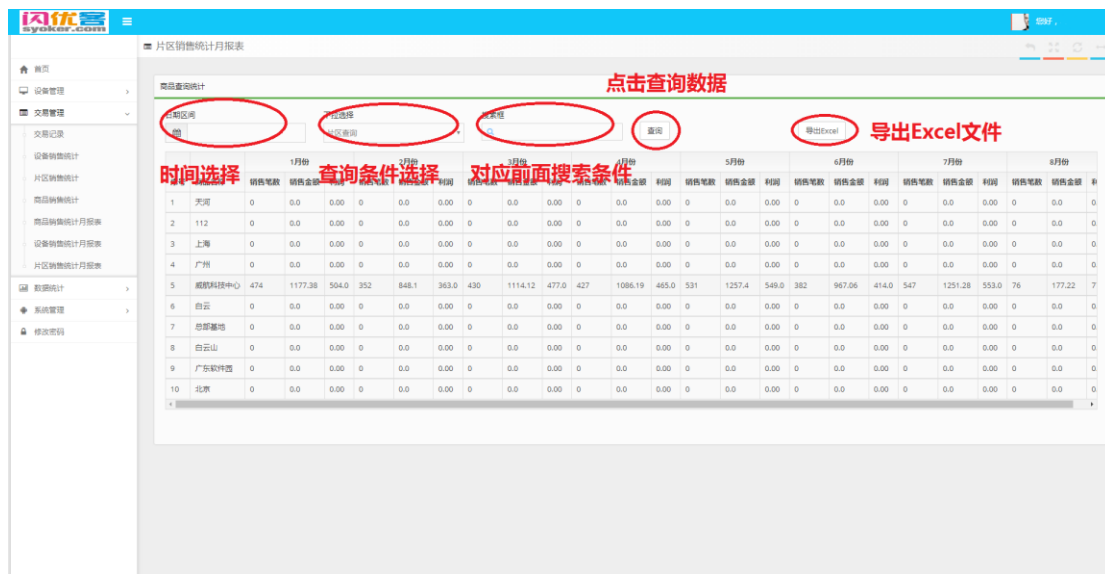 闪优客
syoker.com
您好，
片区销售统计月报表
首页
设备管理
交易管理
交易记录
设备销售统计
片区销售统计
商品销售统计
商品销售统计月报表
设备销售统计月报表
片区销售统计月报表
数据统计
系统管理
修改密码
商品查询统计
点击查询数据
日期区间 下拉选择 搜索框
片区查询 查询 导出Excel 导出Excel文件
时间选择 查询条件选择 对应前面搜索条件
1月份 2月份 3月份 4月份 5月份 6月份 7月份 8月份
销售笔数 销售金额 销售金额 利润 销售笔数 销售金额 利润 销售笔数 销售金额 利润 销售笔数 销售金额 利润 销售笔数 销售金额
1 天河 0 0.0 0.00 0 0.0 0.00 0 0.0 0.00 0 0.0 0.00 0 0.0 0.00 0 0.0 0.00 0 0.0 0.00 0 0.0 0.
2 112 0 0.0 0.00 0 0.0 0.00 0 0.0 0.00 0 0.0 0.00 0 0.0 0.00 0 0.0 0.00 0 0.0 0.00 0 0.0 0.
3 上海 0 0.0 0.00 0 0.0 0.00 0 0.0 0.00 0 0.0 0.00 0 0.0 0.00 0 0.0 0.00 0 0.0 0.00 0 0.0 0.
4 广州 0 0.0 0.00 0 0.0 0.00 0 0.0 0.00 0 0.0 0.00 0 0.0 0.00 0 0.0 0.00 0 0.0 0.00 0 0.0 0.
5 威航科技中心 474 1177.38 504.0 352 848.1 363.0 430 1114.12 477.0 427 1086.19 465.0 531 1257.4 549.0 382 967.06 414.0 547 1251.28 553.0 76 177.22 7
6 白云 0 0.0 0.00 0 0.0 0.00 0 0.0 0.00 0 0.0 0.00 0 0.0 0.00 0 0.0 0.00 0 0.0 0.00 0 0.0 0.
7 总部基地 0 0.0 0.00 0 0.0 0.00 0 0.0 0.00 0 0.0 0.00 0 0.0 0.00 0 0.0 0.00 0 0.0 0.00 0 0.0 0.
8 白云山 0 0.0 0.00 0 0.0 0.00 0 0.0 0.00 0 0.0 0.00 0 0.0 0.00 0 0.0 0.00 0 0.0 0.00 0 0.0 0.
9 广东软件园 0 0.0 0.00 0 0.0 0.00 0 0.0 0.00 0 0.0 0.00 0 0.0 0.00 0 0.0 0.00 0 0.0 0.00 0 0.0 0.
10 北京 0 0.0 0.00 0 0.0 0.00 0 0.0 0.00 0 0.0 0.00 0 0.0 0.00 0 0.0 0.00 0 0.0 0.00 0 0.0 0.